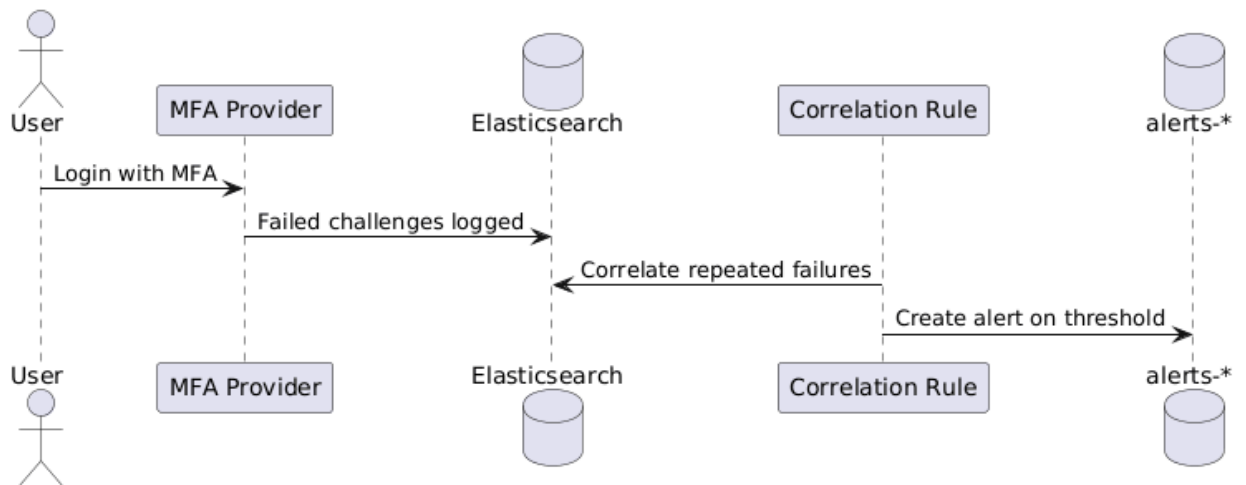 User
MFA Provider
Elasticsearch
Correlation Rule
alerts-*
Login with MFA
Failed challenges logged
Correlate repeated failures
Create alert on threshold
User
MFA Provider
Elasticsearch
Correlation Rule
alerts-*